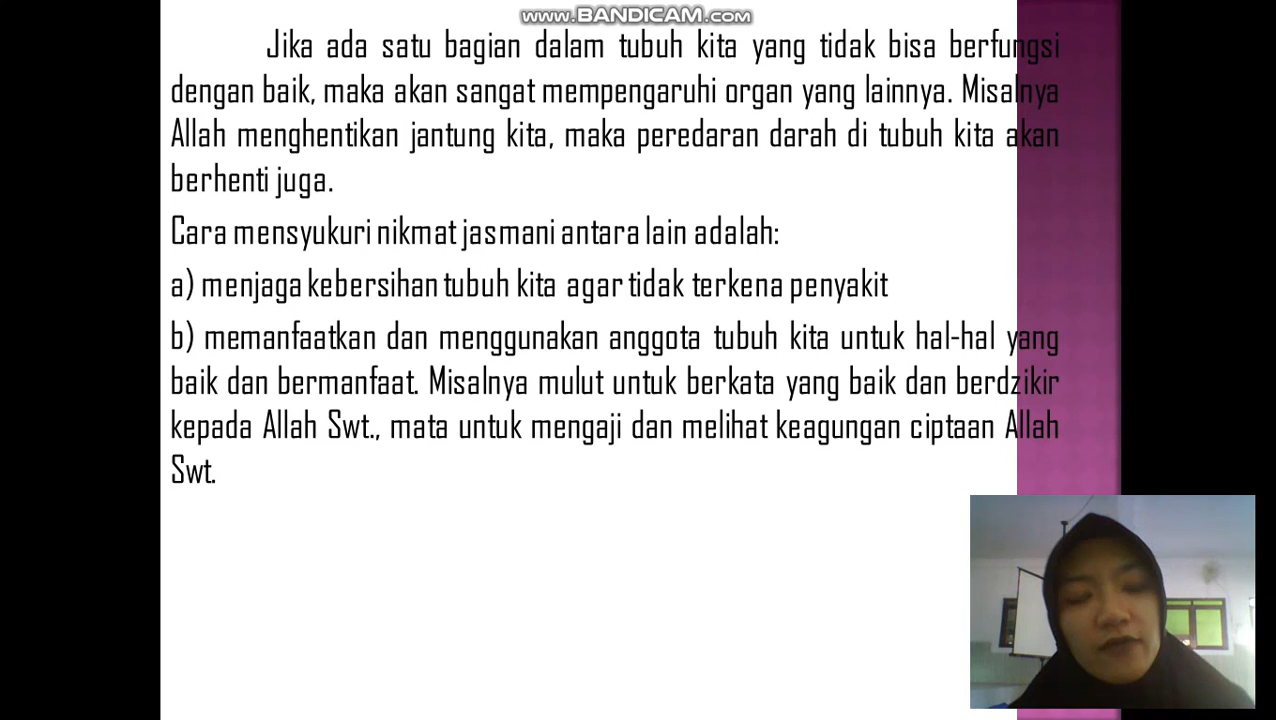 www.BANDICAM.com
Jika ada satu bagian dalam tubuh kita yang tidak bisa berfungsi
dengan baik, maka akan sangat mempengaruhi organ yang lainnya. Misalnya
Allah menghentikan jantung kita, maka peredaran darah di tubuh kita akan
berhenti juga.
Cara mensyukuri nikmat jasmani antara lain adalah:
a) menjaga kebersihan tubuh kita agar tidak terkena penyakit
b) memanfaatkan dan menggunakan anggota tubuh kita untuk hal-hal yang
baik dan bermanfaat. Misalnya mulut untuk berkata yang baik dan berdzikir
kepada Allah Swt., mata untuk mengaji dan melihat keagungan ciptaan Allah
Swt.